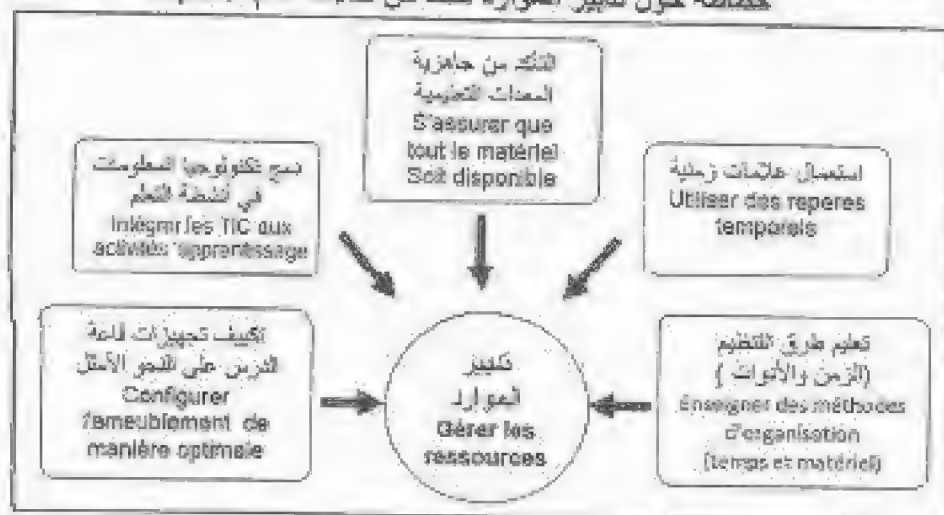 التأكد من جاهزية
المعدات التعليمية
S'assurer que
tout le matériel
Soit disponible
دمج تكنولوجيا المعلومات
في أنشطة التعلم
Intégrer les TIC aux
activités d'apprentissage
استعمال علامات زمنية
Utiliser des repères
temporels
تكييف تجهيزات قاعة
الدرس على النحو الأمثل
Configurer
l'ameublement de
manière optimale
تدبير
الموارد
Gérer les
ressources
تعليم طرق التنظيم
(الزمن والأدوات)
Enseigner des méthodes
d'organisation
(temps et matériel)